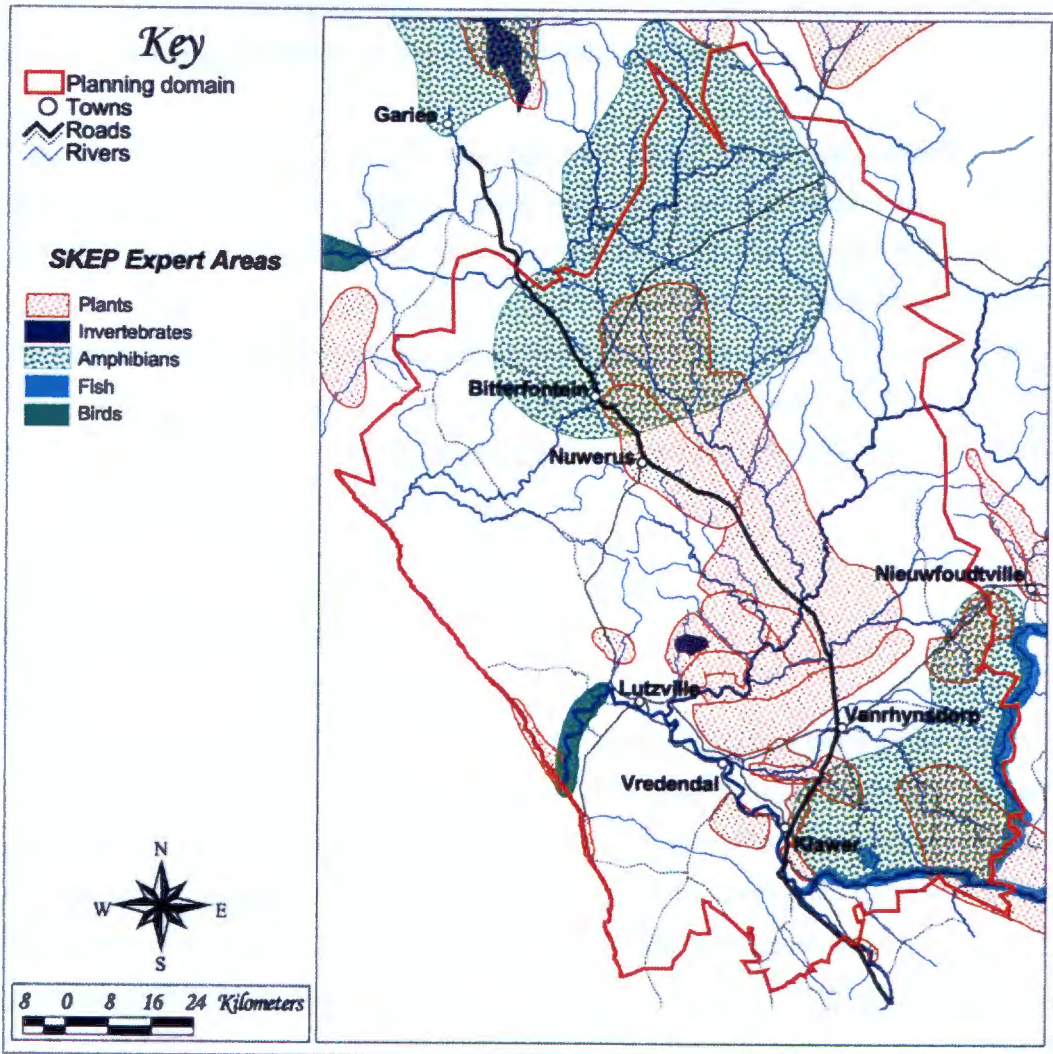 Key
Planning domain
Towns
Roads
Rivers
SKEP Expert Areas
Plants
Invertebrates
Amphibians
Fish
Birds
N
W E
S
8 0 8 16 24 Kilometers
Garies
Bitterfontein
Nuwerus
Nieuwfoudtville
Lutzville
Vanrhynsdorp
Vredendal
Klawer